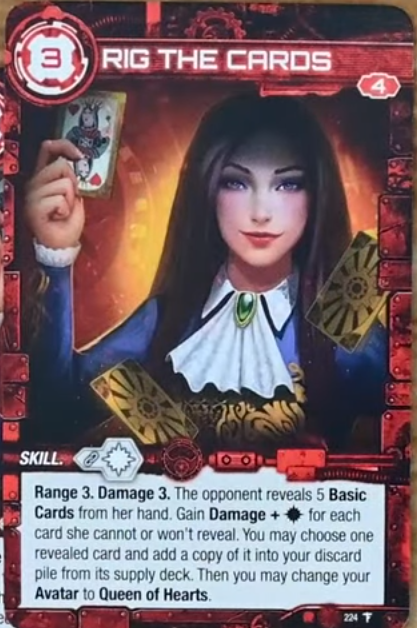 3
RIG THE CARDS
4
SKILL.
Range 3. Damage 3. The opponent reveals 5 Basic
Cards from her hand. Gain Damage + for each
card she cannot or won't reveal. You may choose one
revealed card and add a copy of it into your discard
pile from its supply deck. Then you may change your
Avatar to Queen of Hearts.
224